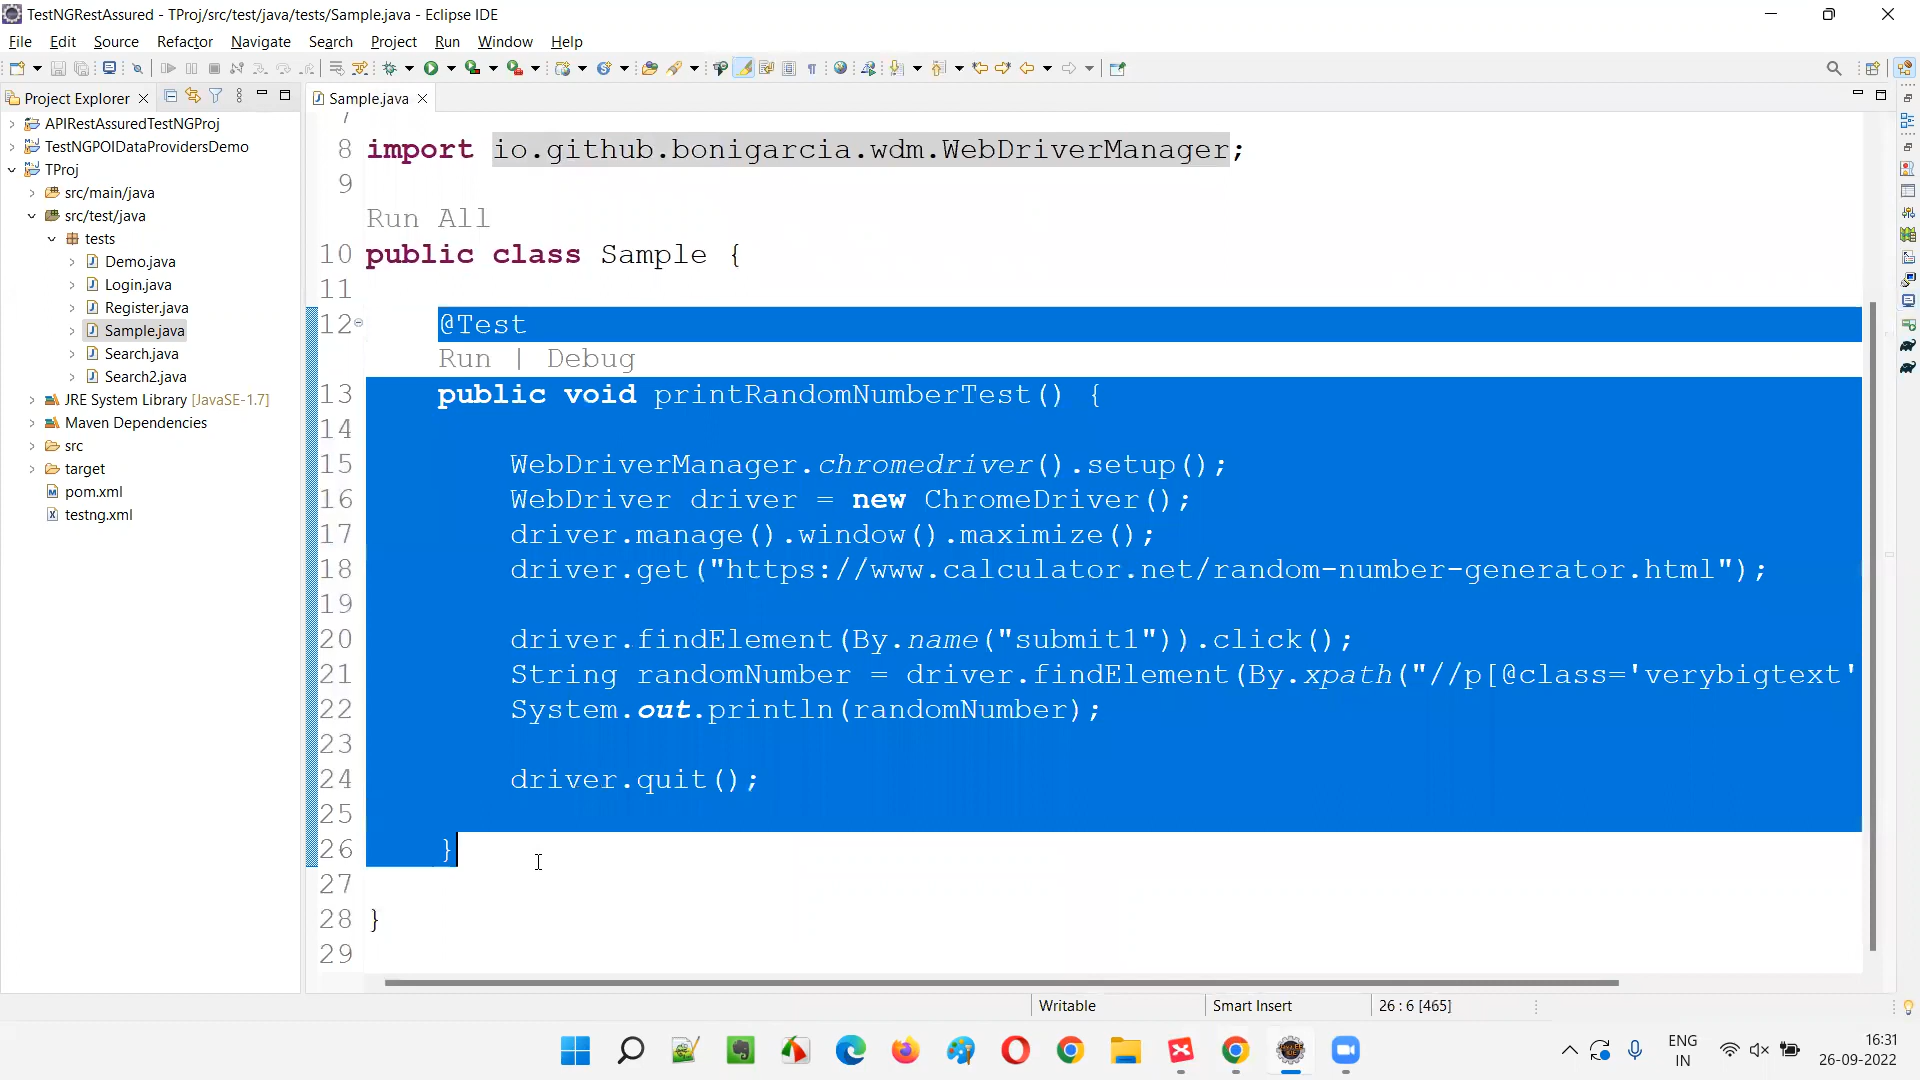 TestNGRestAssured - TProj/src/test/java/tests/Sample.java - Eclipse IDE
File Edit Source Refactor Navigate Search Project Run Window Help
Project Explorer
Sample.java
APIRestAssuredTestNGProj
TestNGPOIDataProvidersDemo
TProj
src/main/java
src/test/java
tests
Demo.java
Login.java
Register.java
Sample.java
Search.java
Search2.java
JRE System Library [JavaSE-1.7]
Maven Dependencies
src
target
pom.xml
testng.xml
8 import io.github.bonigarcia.wdm.WebDriverManager;
9
Run All
10 public class Sample {
11
12 @Test
Run | Debug
13 public void printRandomNumberTest() {
14
15 WebDriverManager.chromedriver().setup();
16 WebDriver driver = new ChromeDriver();
17 driver.manage().window().maximize();
18 driver.get("https://www.calculator.net/random-number-generator.html");
19
20 driver.findElement(By.name("submit1")).click();
21 String randomNumber = driver.findElement(By.xpath("//p[@class='verybigtext'
22 System.out.println(randomNumber);
23
24 driver.quit();
25
26 }
27
28 }
29
Writable Smart Insert 26 : 6 [465]
ENG
IN
16:31
26-09-2022